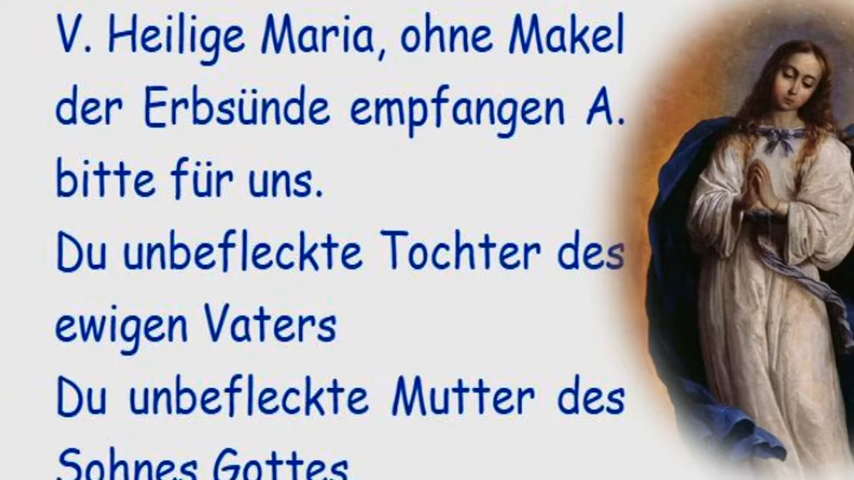 V. Heilige Maria, ohne Makel
der Erbsünde empfangen A.
bitte für uns.
Du unbefleckte Tochter des
ewigen Vaters
Du unbefleckte Mutter des
Sohnes Gottes